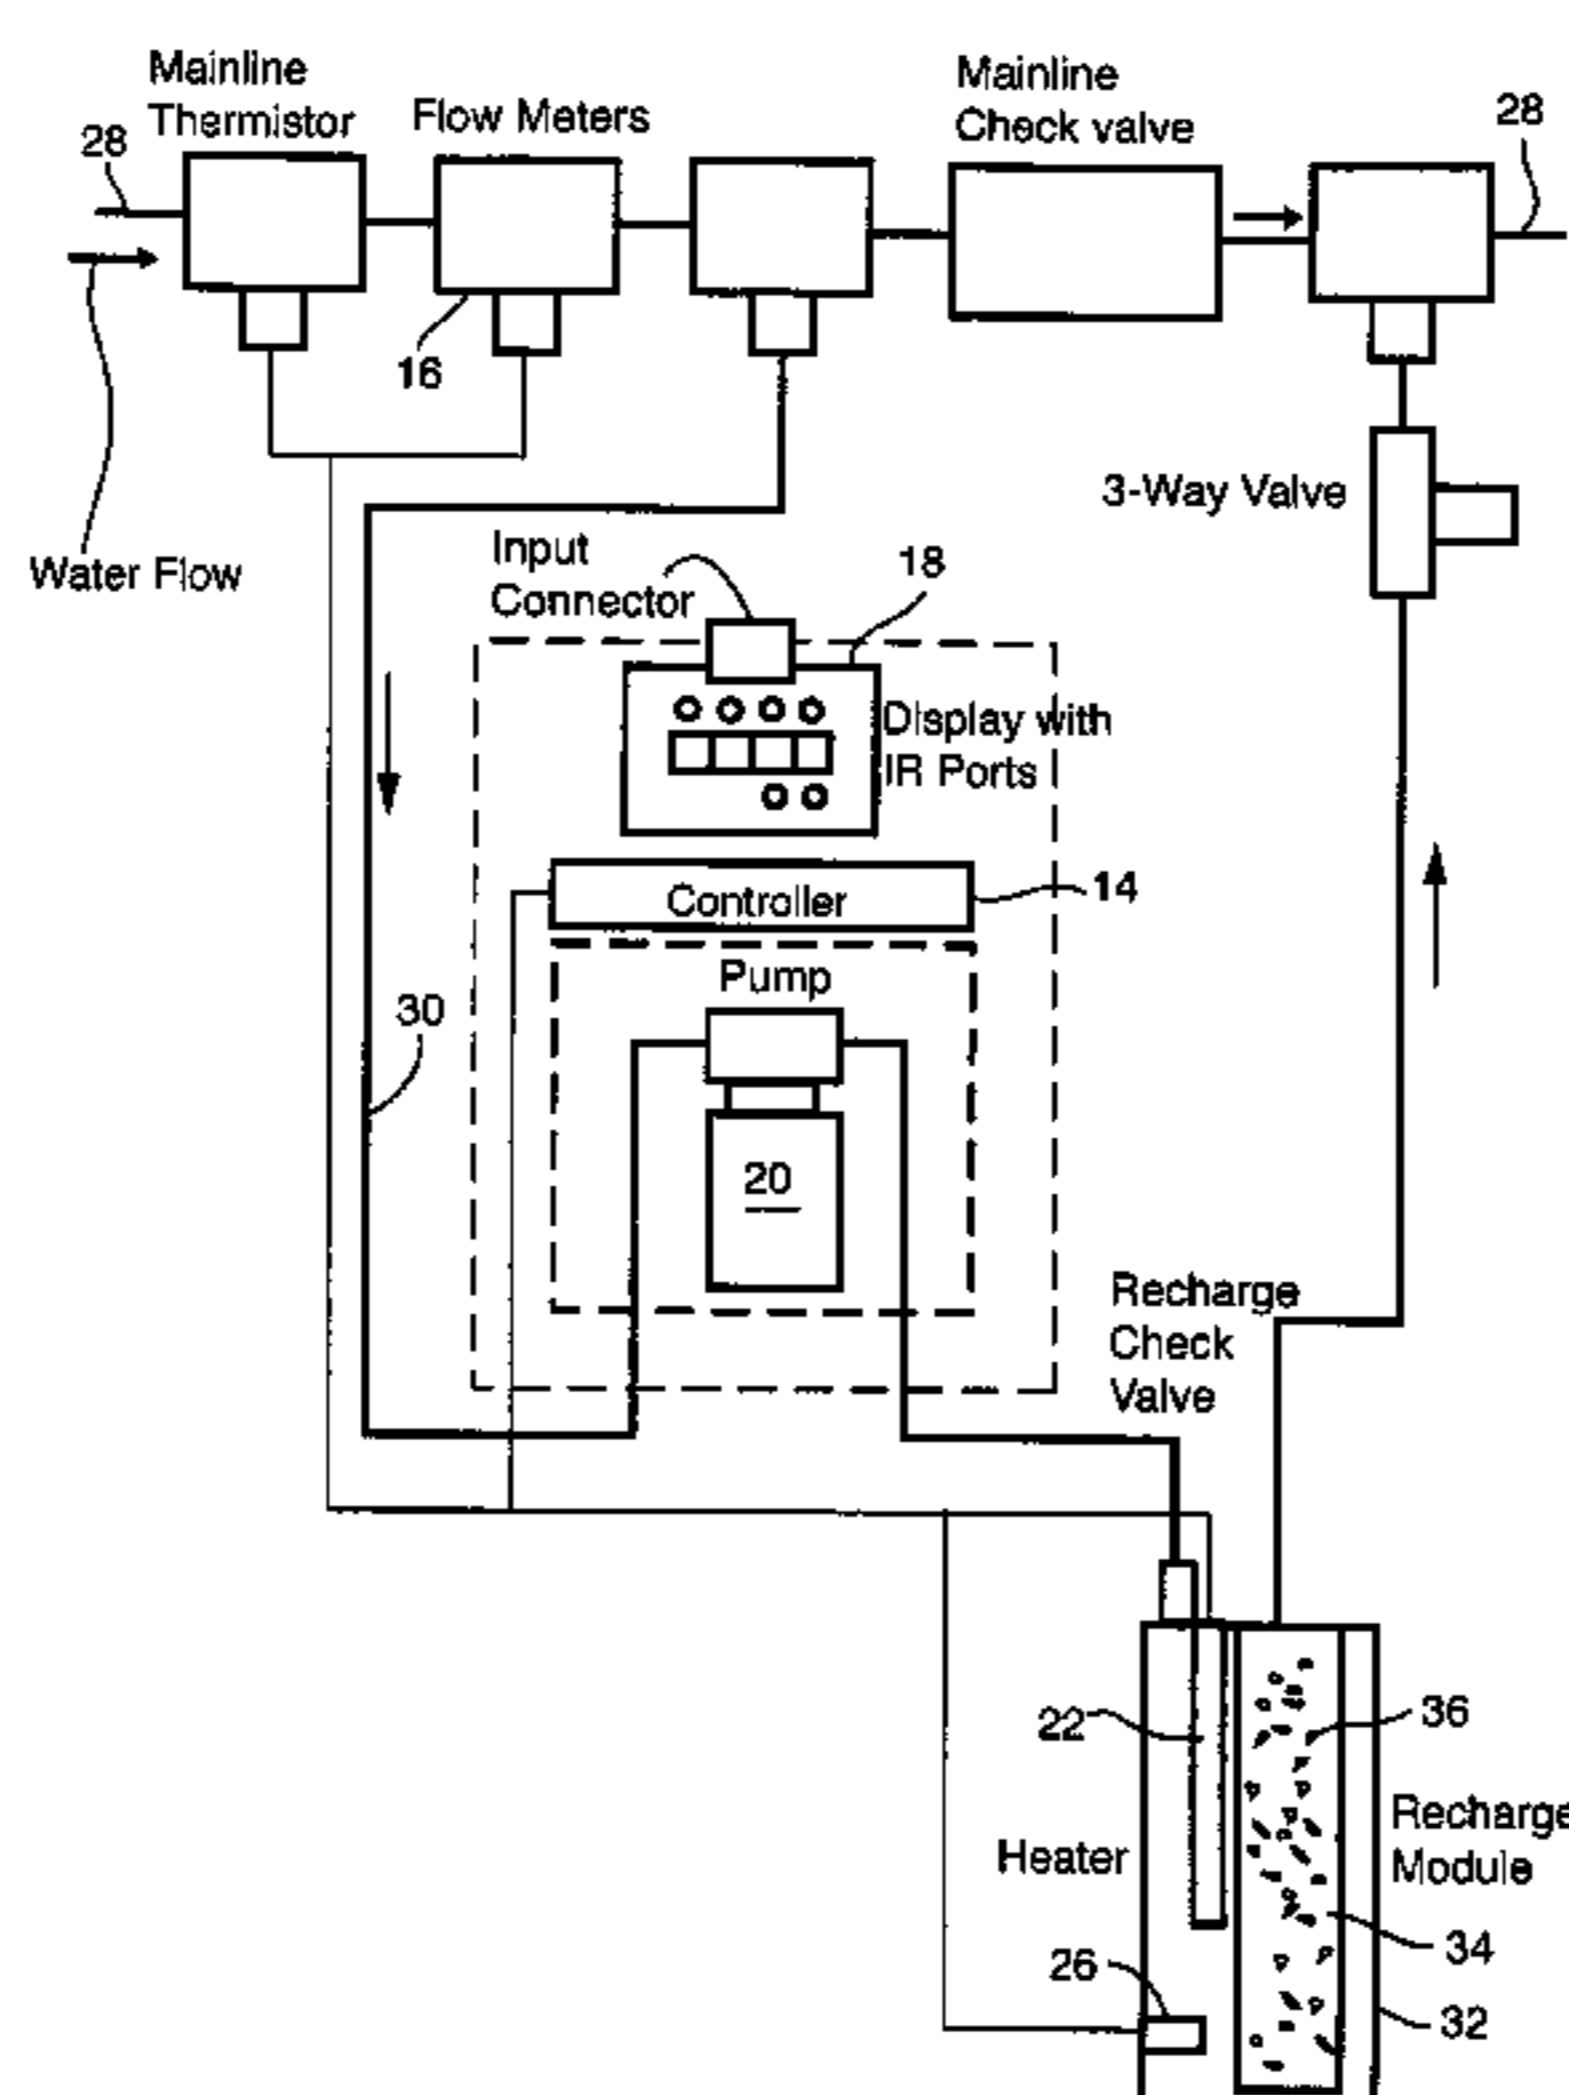 Mainline
Thermistor
28
Flow Meters
Mainline
Check valve
28
16
Water Flow
3-Way Valve
Input
Connector
18
Display with
IR Ports
Controller
14
Pump
30
20
Recharge
Check
Valve
22
36
Heater
Recharge
Module
34
26
32